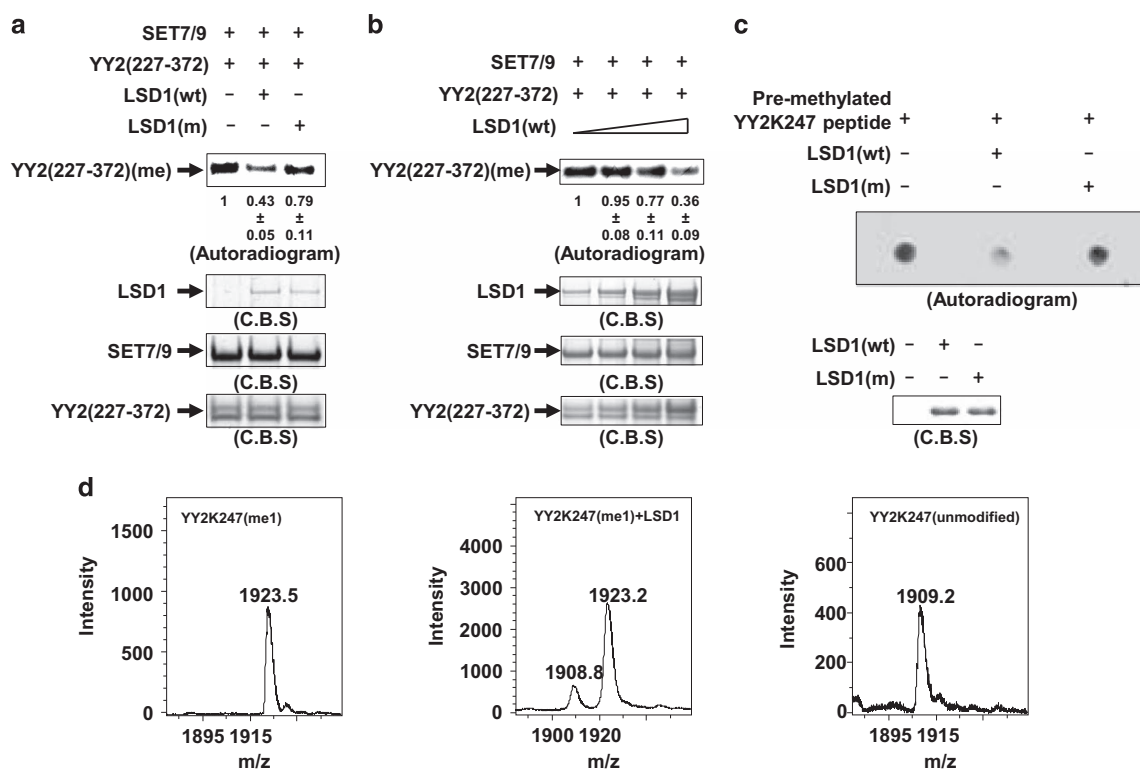 a
SET7/9 + + +
YY2(227-372) + + +
LSD1(wt) – + –
LSD1(m) – – +
YY2(227-372)(me)
1 0.43 0.79
± ±
0.05 0.11
(Autoradiogram)
LSD1
(C.B.S)
SET7/9
(C.B.S)
YY2(227-372)
(C.B.S)
b
SET7/9 + + + +
YY2(227-372) + + + +
LSD1(wt)
YY2(227-372)(me)
1 0.95 0.77 0.36
± ± ±
0.08 0.11 0.09
(Autoradiogram)
LSD1
(C.B.S)
SET7/9
(C.B.S)
YY2(227-372)
(C.B.S)
c
Pre-methylated
YY2K247 peptide + + +
LSD1(wt) – + –
LSD1(m) – – +
(Autoradiogram)
LSD1(wt) – + –
LSD1(m) – – +
(C.B.S)
d
YY2K247(me1)
Intensity
1500
1000
500
0
1923.5
1895 1915
m/z
YY2K247(me1)+LSD1
Intensity
4000
3000
2000
1000
0
1908.8
1923.2
1900 1920
m/z
YY2K247(unmodified)
Intensity
600
400
200
0
1909.2
1895 1915
m/z